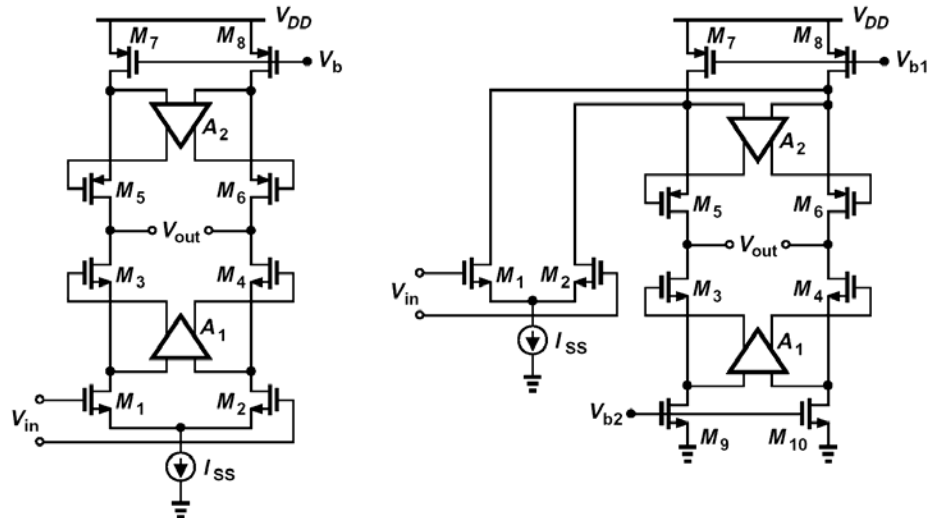 V_DD
M_7 M_8
V_b
A_2
M_5 M_6
V_out
M_3 M_4
A_1
V_in M_1 M_2
I_SS
V_DD
M_7 M_8
V_b1
A_2
M_5 M_6
V_out
M_1 M_2
V_in
I_SS
M_3 M_4
A_1
V_b2
M_9 M_10